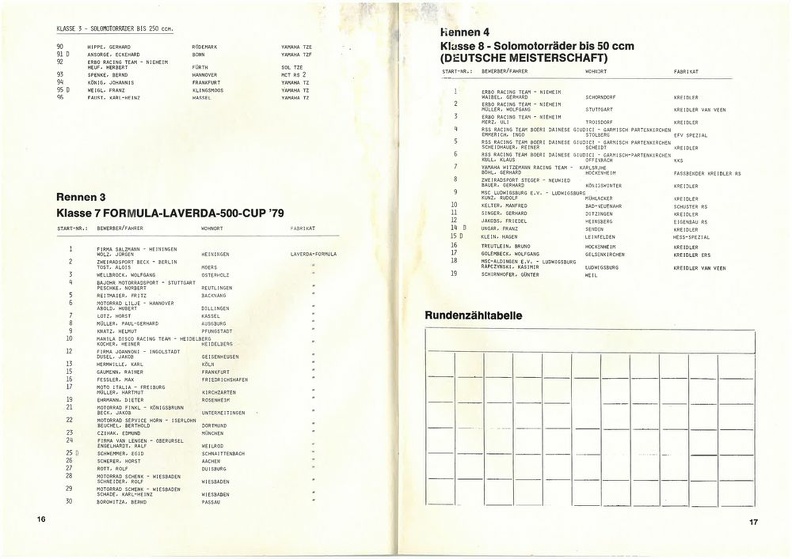 KLASSE 3 - SOLOMOTORRÄDER BIS 250 CCM.
90 HIPPE, GERHARD RÖDEMARK YAMAHA TZE
91 D ANSORGE, ECKEHARD BONN YAMAHA TZF
92 ERBO RACING TEAM - NIEHEIM
HEUF, HERBERT FÜRTH SOL TZE
93 SPENKE, BERND HANNOVER MCT RS 2
94 KÖNIG, JOHANNIS FRANKFURT YAMAHA TZ
95 D WEIGL, FRANZ KLINGSMOOS YAMAHA TZ
96 FAUSE, KARL-HEINZ KASSEL YAMAHA TZ
Rennen 3
Klasse 7 FORMULA-LAVERDA-500-CUP '79
START-NR.: BEWERBER/FAHRER WOHNORT FABRIKAT
1 FIRMA SALZMANN - HEININGEN
WOLZ, JÜRGEN HEININGEN LAVERDA-FORMULA
2 ZWEIRADSPORT BECK - BERLIN
TOST, ALOIS MOERS "
3 WELLBROCK, WOLFGANG OSTERHOLZ "
4 BAJOHR MOTORRADSPORT - STUTTGART
PESCHKE, NORBERT REUTLINGEN "
5 REITMAIER, FRITZ BACKNANG "
6 MOTORRAD LILJE - HANNOVER
ABOLD, HUBERT DILLINGEN "
7 LOTZ, HORST KASSEL "
8 MÜLLER, PAUL-GERHARD AUGSBURG "
9 KRATZ, HELMUT PFUNGSTADT "
10 MANILA DISCO RACING TEAM - HEIDELBERG
KOCHER, HEINER HEIDELBERG "
12 FIRMA JOANNONI - INGOLSTADT
DUSEL, JAKOB GEISENHEUSEN "
13 HERMWILLE, KARL KÖLN "
15 GAUMENN, RAINER FRANKFURT "
16 FESSLER, MAX FRIEDRICHSHAFEN "
17 MOTO ITALIA - FREIBURG
MÜLLER, HARTMUT KIRCHZARTEN "
19 EHRMANN, DIETER ROSENHEIM "
21 MOTORRAD FINKL - KÖNIGSBRUNN
BECK, JAKOB UNTERMEITINGEN "
22 MOTORRAD SERVICE HORN - ISERLOHN
BEUCHEL, BERTHOLD DORTMUND "
23 CZIHAK, EDMUND MÜNCHEN "
24 FIRMA VAN LENGEN - OBERURSEL
ENGELHARDT, RALF WEILROD "
25 D SCHWEMMER, EGID SCHNAITTENBACH "
26 SCHERER, HORST AACHEN "
27 ROTT, ROLF DUISBURG "
28 MOTORRAD SCHENK - WIESBADEN
SCHNEIDER, ROLF WIESBADEN "
29 MOTORRAD SCHENK - WIESBADEN
SCHADE, KARL-HEINZ WIESBADEN "
30 BOROWITZA, BERND PASSAU "
16
Rennen 4
Klasse 8 - Solomotorräder bis 50 ccm
(DEUTSCHE MEISTERSCHAFT)
START-NR.: BEWERBER/FAHRER WOHNORT FABRIKAT
1 ERBO RACING TEAM - NIEHEIM
WAIBEL, GERHARD SCHORNDORF KREIDLER
2 ERBO RACING TEAM - NIEHEIM
MÜLLER, WOLFGANG STUTTGART KREIDLER VAN VEEN
3 ERBO RACING TEAM - NIEHEIM
MERZ, ULI TROISDORF KREIDLER
4 RSS RACING TEAM BOERI DAINESE GIUDICI - GARMISCH PARTENKIRCHEN
EMMERICH, INGO STOLBERG EFV SPEZIAL
5 RSS RACING TEAM BOERI DAINESE GIUDICI - GARMISCH PARTENKIRCHEN
SCHEIDHAUER, REINER SCHEIDT KREIDLER
6 RSS RACING TEAM BOERI DAINESE GIUDICI - GARMISCH-PARTENKIRCHEN
KULL, KLAUS OFFENBACH KKS
7 YAMAHA WITZEMANN RACING TEAM - KARLSRUHE
BÖHL, GERHARD HOCKENHEIM FASSBENDER KREIDLER RS
8 ZWEIRADSPORT STEGER - NEUWIED
BAUER, GERHARD KÖNIGSWINTER KREIDLER
9 MSC LUDWIGSBURG E.V. - LUDWIGSBURG
KUNZ, RUDOLF MÜHLACKER KREIDLER
10 KELTER, MANFRED BAD-NEUENAHR SCHUSTER RS
11 SINGER, GERHARD DITZINGEN KREIDLER
12 JAKOBS, FRIEDEL HEINSBERG EIGENBAU RS
14 D UNGAR, FRANZ SENDEN KREIDLER
15 D KLEIN, HAGEN LEINFELDEN HESS-SPEZIAL
16 TREUTLEIN, BRUNO HOCKENHEIM KREIDLER
17 GOLEMBECK, WOLFGANG GELSENKIRCHEN KREIDLER ERS
18 MSC-ALDINGEN E.V. - LUDWIGSBURG
RAPCZYNSKI, KASIMIR LUDWIGSBURG KREIDLER VAN VEEN
19 SCHIRNHOFER, GÜNTER WEIL
Rundenzähltabelle
17